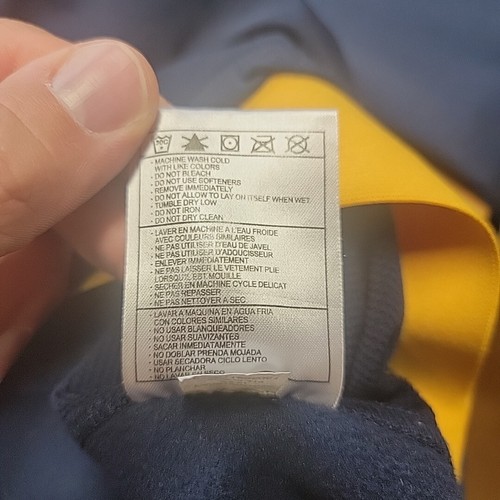 - MACHINE WASH COLD
WITH LIKE COLORS
- DO NOT BLEACH
- DO NOT USE SOFTENERS
- REMOVE IMMEDIATELY
- DO NOT ALLOW TO LAY ON ITSELF WHEN WET
- TUMBLE DRY LOW
- DO NOT IRON
- DO NOT DRY CLEAN
- LAVER EN MACHINE A L'EAU FROIDE
AVEC COULEURS SIMILAIRES
- NE PAS UTILISER D'EAU DE JAVEL
- NE PAS UTILISER D'ADOUCISSEUR
- ENLEVER IMMEDIATEMENT
- NE PAS LAISSER LE VETEMENT PLIE
LORSQU'IL EST MOUILLE
- SECHER EN MACHINE CYCLE DELICAT
- NE PAS REPASSER
- NE PAS NETTOYER A SEC
- LAVAR A MAQUINA EN AGUA FRIA
CON COLORES SIMILARES
- NO USAR BLANQUEADORES
- NO USAR SUAVIZANTES
- SACAR INMEDIATAMENTE
- NO DOBLAR PRENDA MOJADA
- USAR SECADORA CICLO LENTO
- NO PLANCHAR
- NO LAVAR EN SECO